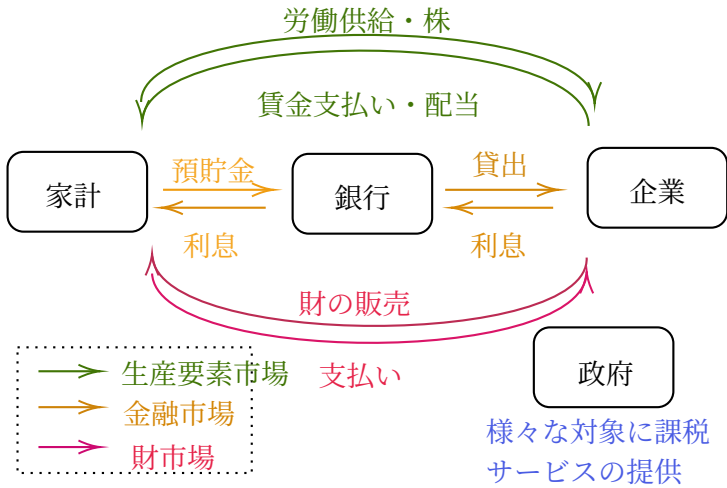 労働供給・株
賃金支払い・配当
家計
預貯金
利息
銀行
貸出
利息
企業
財の販売
支払い
生産要素市場
金融市場
財市場
政府
様々な対象に課税
サービスの提供